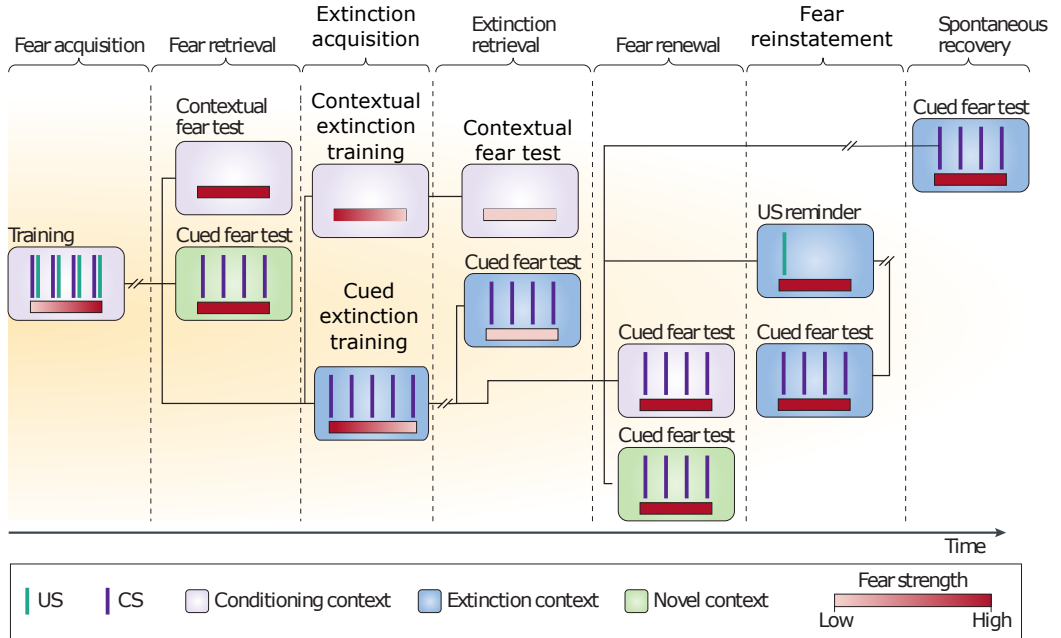 Fear acquisition
Fear retrieval
Extinction
acquisition
Extinction
retrieval
Fear renewal
Fear
reinstatement
Spontaneous
recovery
Training
Contextual
fear test
Cued fear test
Contextual
extinction
training
Cued
extinction
training
Contextual
fear test
Cued fear test
Cued fear test
Cued fear test
US reminder
Cued fear test
Cued fear test
Time
US
CS
Conditioning context
Extinction context
Novel context
Fear strength
Low
High